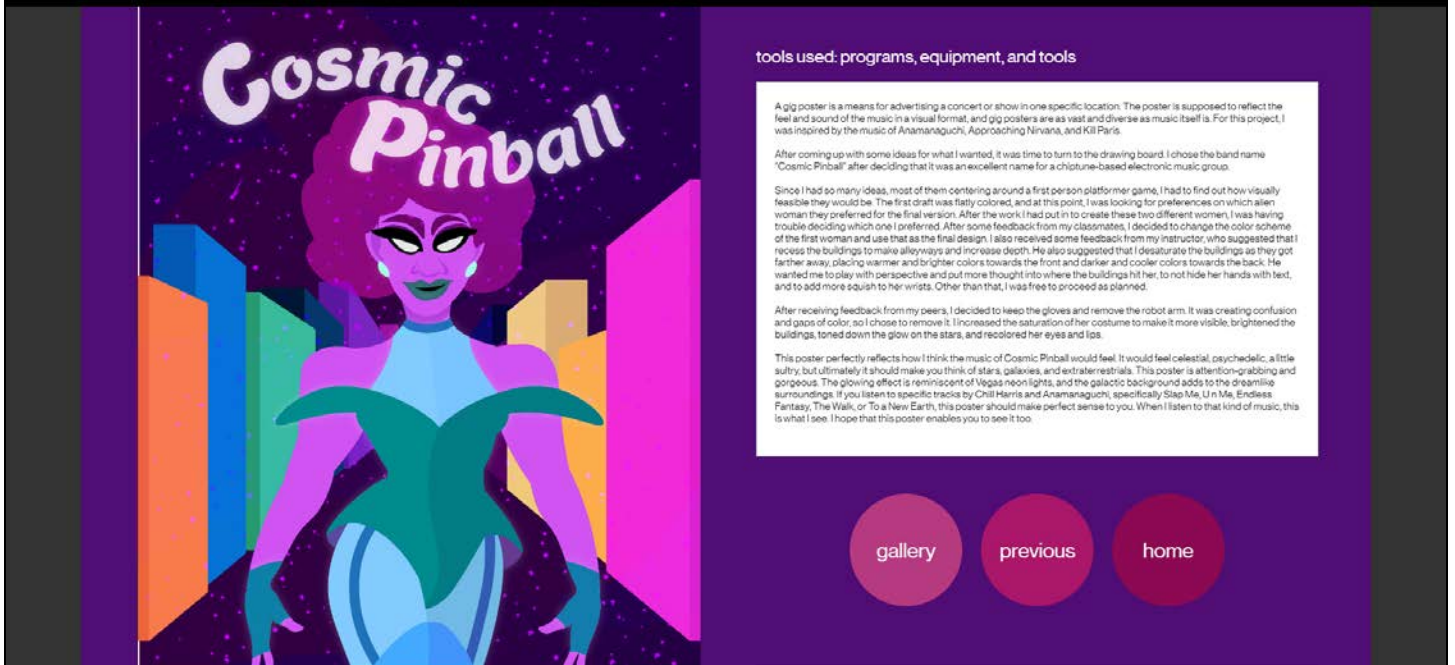 Cosmic
Pinball
tools used: programs, equipment, and tools
A gig poster is a means for advertising a concert or show in one specific location. The poster is supposed to reflect the
feel and sound of the music in a visual format, and gig posters are as vast and diverse as music itself is. For this project, I
was inspired by the music of Anamanaguchi, Approaching Nirvana, and Kill Paris.
After coming up with some ideas for what I wanted, it was time to turn to the drawing board. I chose the band name
"Cosmic Pinball" after deciding that it was an excellent name for a chiptune-based electronic music group.
Since I had so many ideas, most of them centering around a first person platformer game, I had to find out how visually
feasible they would be. The first draft was flatly colored, and at this point, I was looking for preferences on which alien
woman they preferred for the final version. After the work I had put in to create these two different women, I was having
trouble deciding which one I preferred. After some feedback from my classmates, I decided to change the color scheme
of the first woman and use that as the final design. I also received some feedback from my instructor, who suggested that I
recess the buildings to make alleyways and increase depth. He also suggested that I desaturate the buildings as they got
farther away, placing warmer and brighter colors towards the front and darker and cooler colors towards the back. He
wanted me to play with perspective and put more thought into where the buildings hit her, to not hide her hands with text,
and to add more squish to her wrists. Other than that, I was free to proceed as planned.
After receiving feedback from my peers, I decided to keep the gloves and remove the robot arm. It was creating confusion
and gaps of color, so I chose to remove it. I increased the saturation of her costume to make it more visible, brightened the
buildings, toned down the glow on the stars, and recolored her eyes and lips.
This poster perfectly reflects how I think the music of Cosmic Pinball would feel. It would feel celestial, psychedelic, a little
sultry, but ultimately it should make you think of stars, galaxies, and extraterrestrials. This poster is attention-grabbing and
gorgeous. The glowing effect is reminiscent of Vegas neon lights, and the galactic background adds to the dreamlike
surroundings. If you listen to specific tracks by Chill Harris and Anamanaguchi, specifically Slap Me, U n Me, Endless
Fantasy, The Walk, or To a New Earth, this poster should make perfect sense to you. When I listen to that kind of music, this
is what I see. I hope that this poster enables you to see it too.
gallery
previous
home